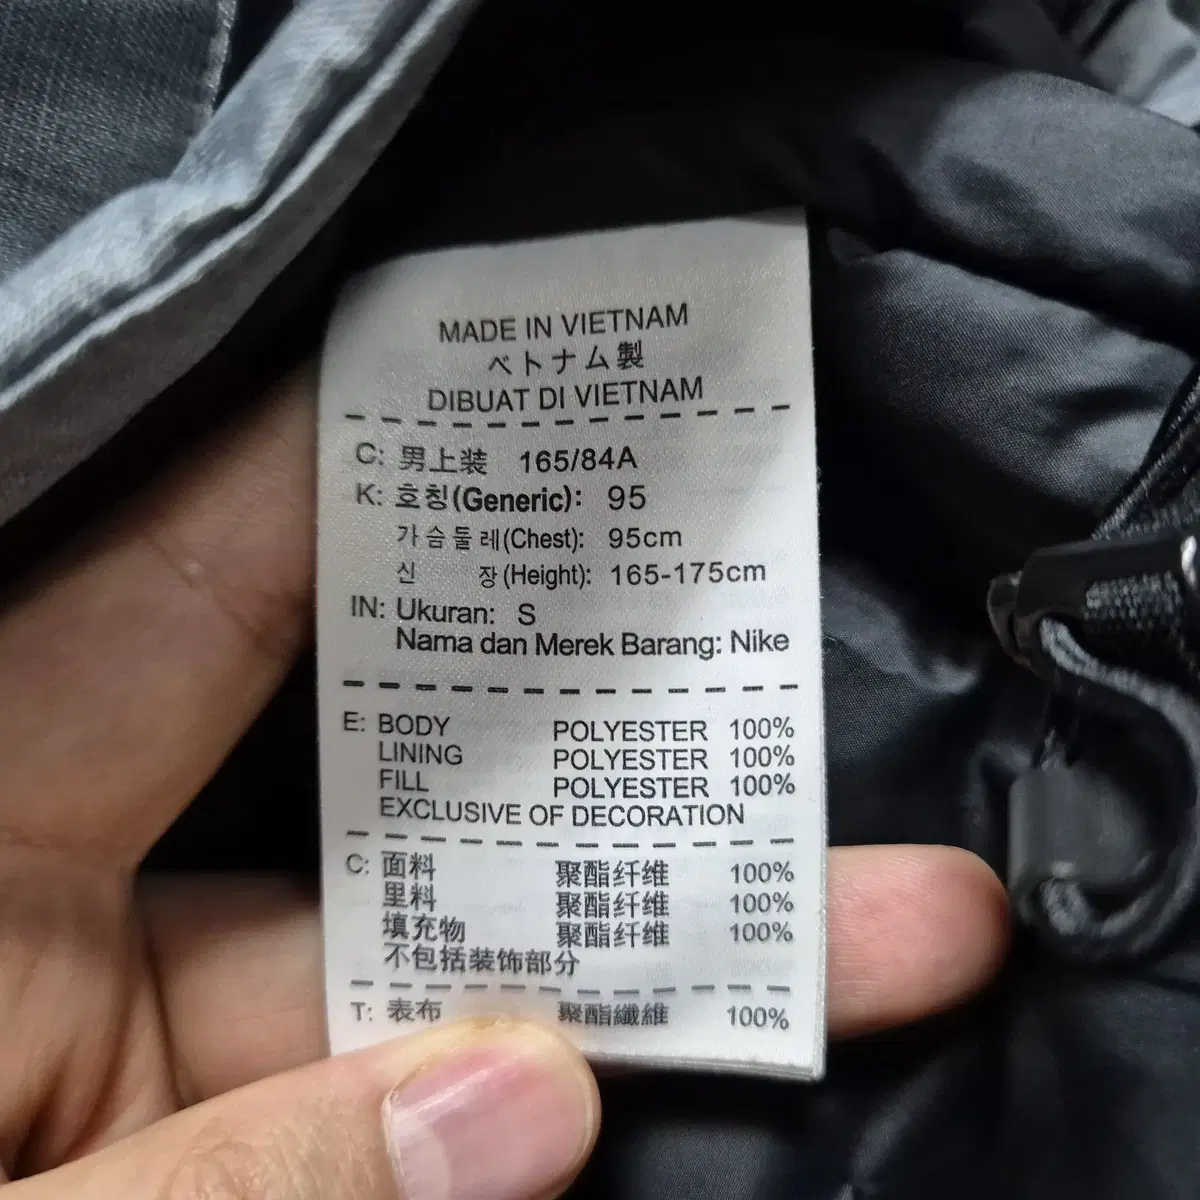 MADE IN VIETNAM
ベトナム製
DIBUAT DI VIETNAM
C: 男上装 165/84A
K: 호칭(Generic): 95
가슴둘레(Chest): 95cm
신 장(Height): 165-175cm
IN: Ukuran: S
Nama dan Merek Barang: Nike
E: BODY POLYESTER 100%
LINING POLYESTER 100%
FILL POLYESTER 100%
EXCLUSIVE OF DECORATION
C: 面料 聚酯纤维 100%
里料 聚酯纤维 100%
填充物 聚酯纤维 100%
不包括装饰部分
T: 表布 聚酯纖維 100%